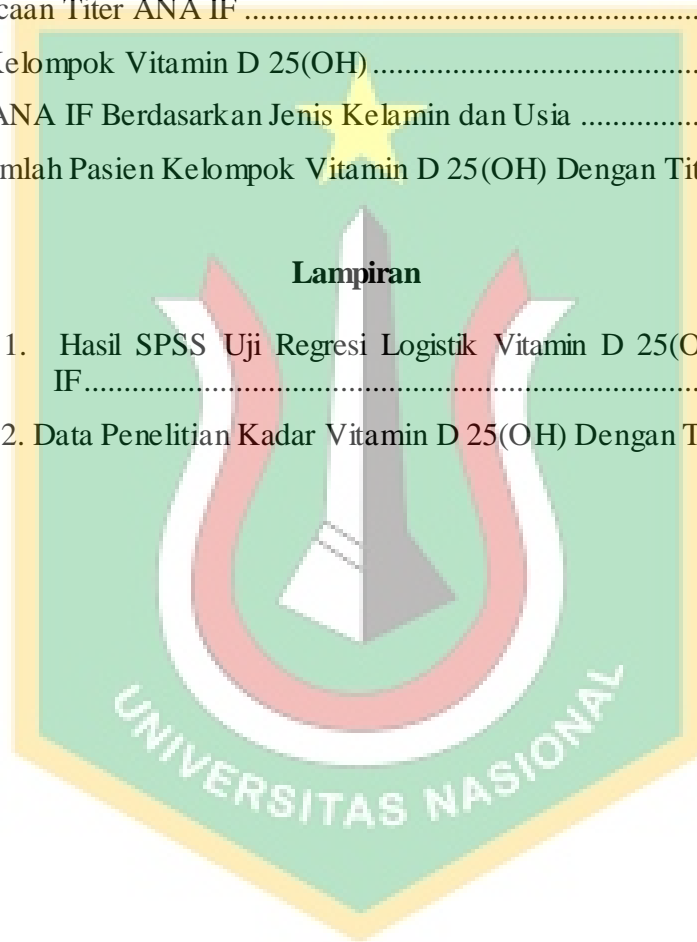 caan Titer ANA IF ........................................................................
Kelompok Vitamin D 25(OH) ..................................................
ANA IF Berdasarkan Jenis Kelamin dan Usia ..................
mlah Pasien Kelompok Vitamin D 25(OH) Dengan Tit
Lampiran
1. Hasil SPSS Uji Regresi Logistik Vitamin D 25(O
IF..............................................................................................
2. Data Penelitian Kadar Vitamin D 25(OH) Dengan T
UNIVERSITAS NASIONAL